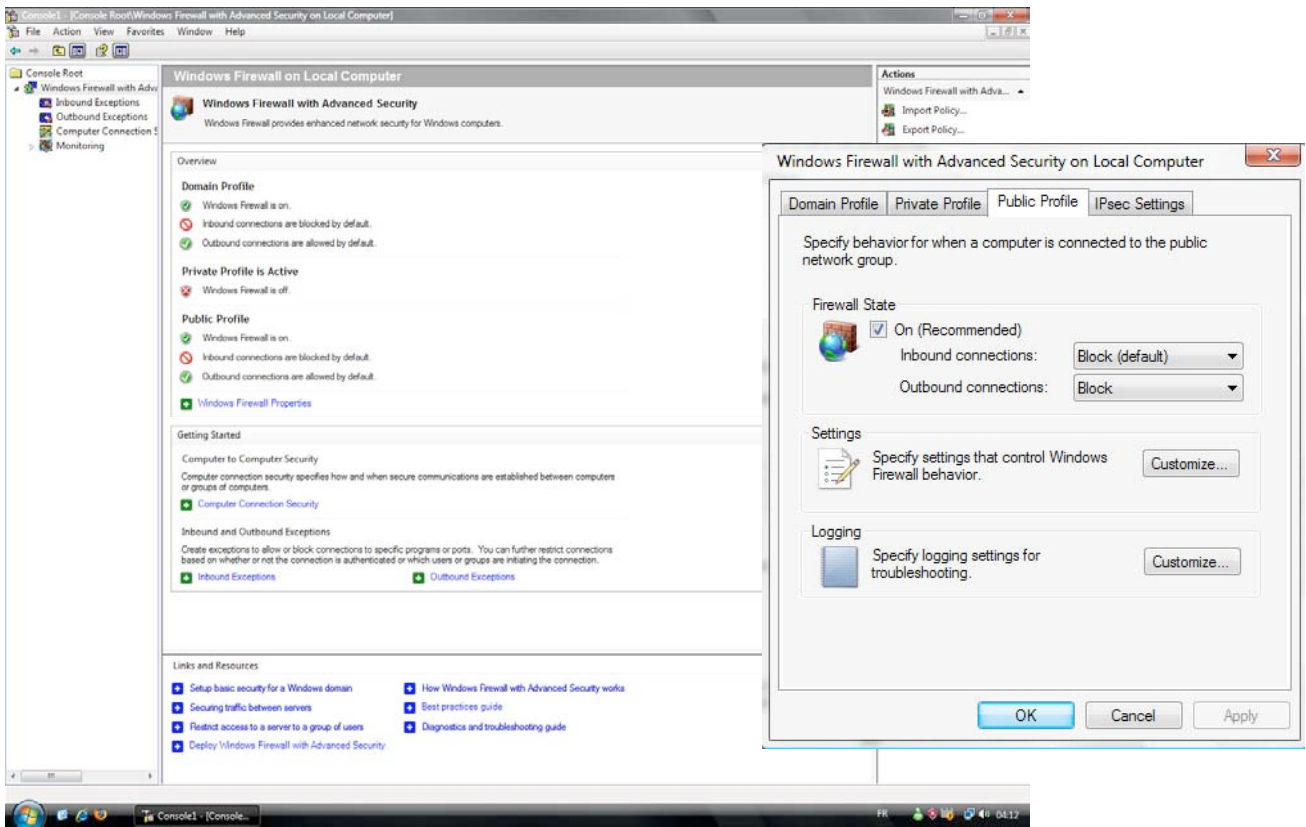 Console1 - [Console Root\Windows Firewall with Advanced Security on Local Computer]
File Action View Favorites Window Help
Console Root
Windows Firewall with Adv
Inbound Exceptions
Outbound Exceptions
Computer Connection S
Monitoring
Windows Firewall on Local Computer
Windows Firewall with Advanced Security
Windows Firewall provides enhanced network security for Windows computers.
Overview
Domain Profile
Windows Firewall is on.
Inbound connections are blocked by default.
Outbound connections are allowed by default.
Private Profile is Active
Windows Firewall is off.
Public Profile
Windows Firewall is on.
Inbound connections are blocked by default.
Outbound connections are allowed by default.
Windows Firewall Properties
Getting Started
Computer to Computer Security
Computer connection security specifies how and when secure communications are established between computers
or groups of computers.
Computer Connection Security
Inbound and Outbound Exceptions
Create exceptions to allow or block connections to specific programs or ports. You can further restrict connections
based on whether or not the connection is authenticated or which users or groups are initiating the connection.
Inbound Exceptions Outbound Exceptions
Links and Resources
Setup basic security for a Windows domain How Windows Firewall with Advanced Security works
Securing traffic between servers Best practices guide
Restrict access to a server to a group of users Diagnostics and troubleshooting guide
Deploy Windows Firewall with Advanced Security
Actions
Windows Firewall with Adva...
Import Policy...
Export Policy...
Windows Firewall with Advanced Security on Local Computer
Domain Profile Private Profile Public Profile IPsec Settings
Specify behavior for when a computer is connected to the public
network group.
Firewall State
On (Recommended)
Inbound connections: Block (default)
Outbound connections: Block
Settings
Specify settings that control Windows
Firewall behavior.
Customize...
Logging
Specify logging settings for
troubleshooting.
Customize...
OK Cancel Apply
Console1 - [Console... FR 04:12